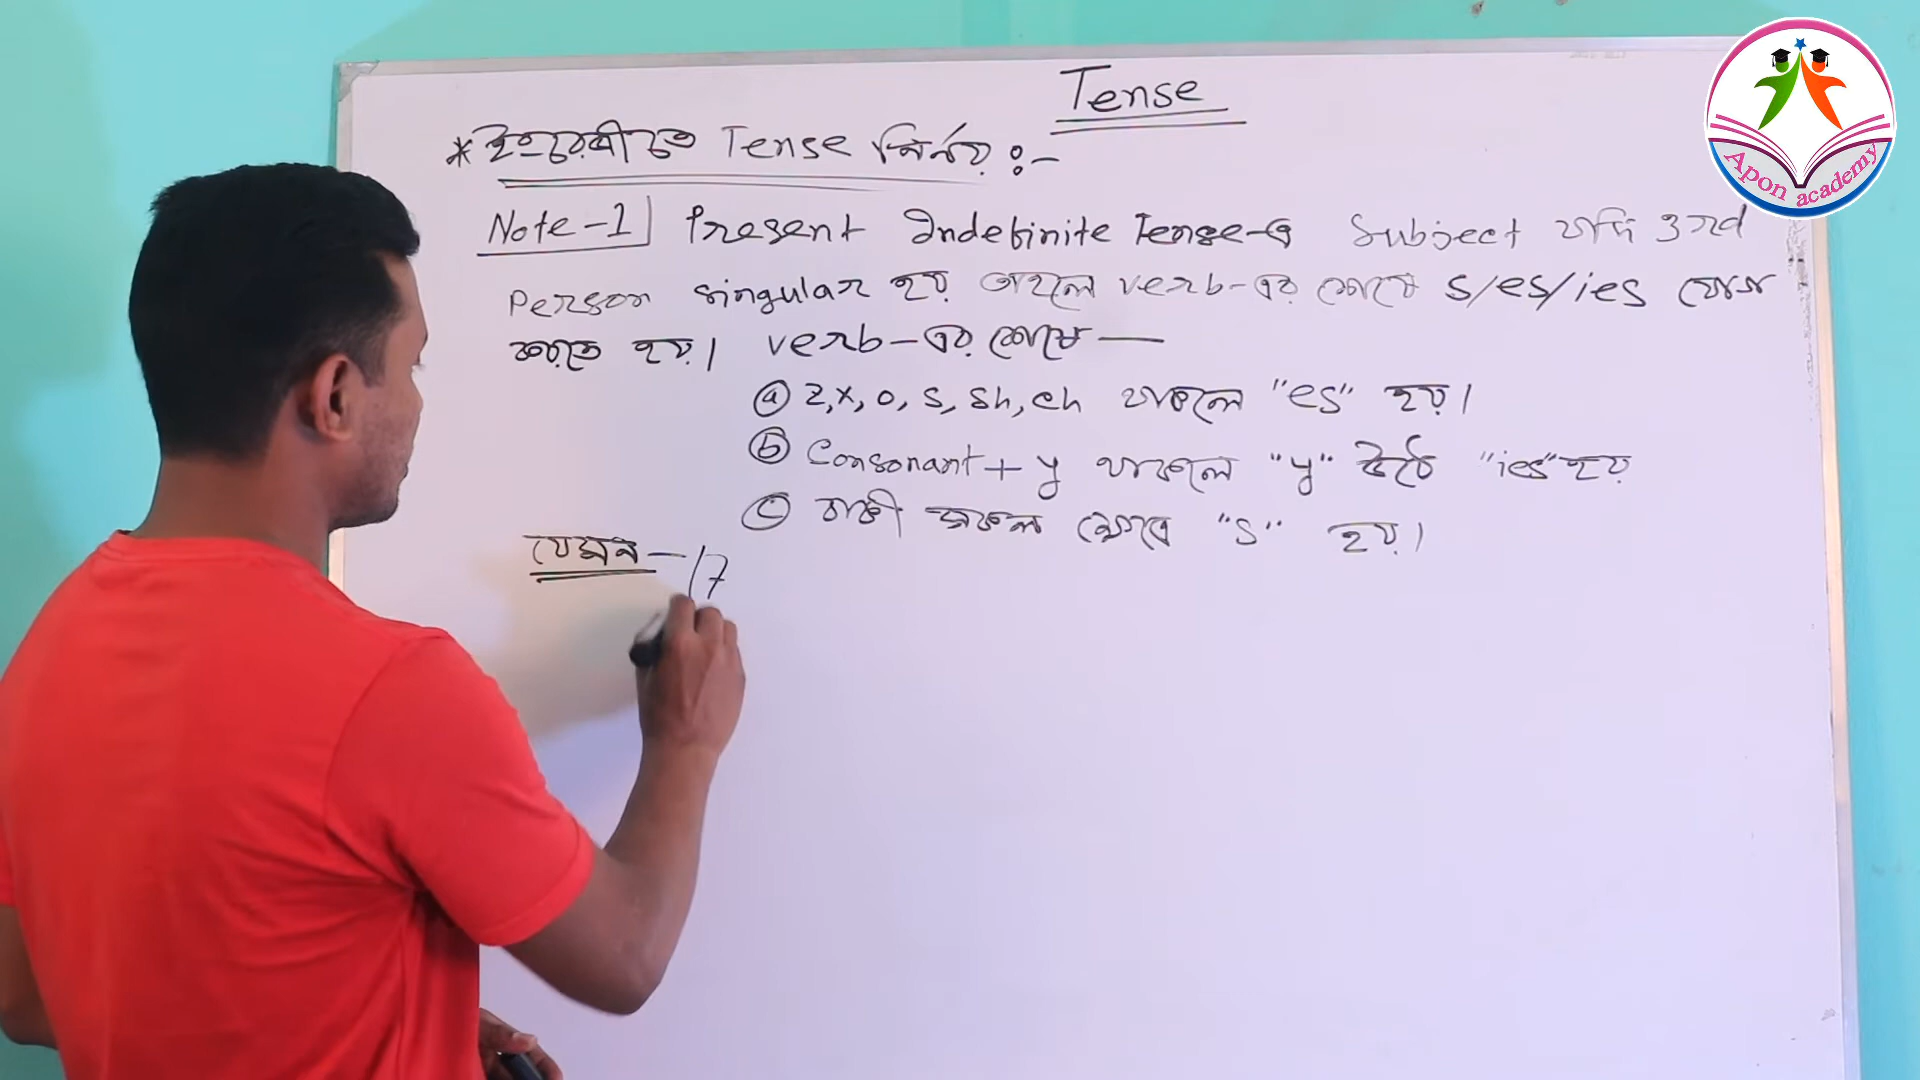 Tense
* ইংরেজীতে Tense নির্নয় :-
Note-1 Present Indefinite Tense-এ Subject যদি 3rd
Person singular হয় তাহলে verb-এর শেষে s/es/ies যোগ
করতে হয়। verb-এর শেষে —
(a) z, x, o, s, sh, ch থাকলে "es" হয়।
(b) Consonant + y থাকলে "y" উঠে "ies" হয়
(c) বাকী সকল ক্ষেত্রে "s" হয়।
যেমন —
Apon academy